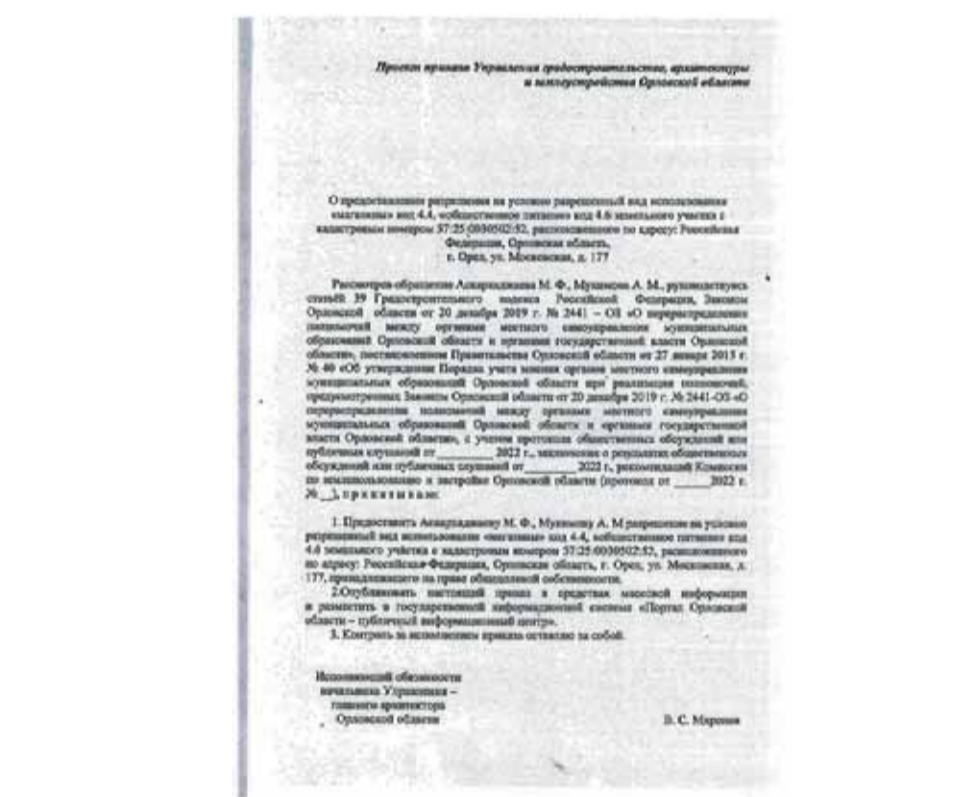 Проект приказа Управления градостроительства, архитектуры
и землеустройства Орловской области
О предоставлении разрешения на условно разрешенный вид использования
«магазины» код 4.4, «общественное питание» код 4.6 земельного участка с
кадастровым номером 57:25:0030502:52, расположенного по адресу: Российская
Федерация, Орловская область,
г. Орел, ул. Московская, д. 177
Рассмотрев обращение М. Ф., Мукимова А. М., руководствуясь
статьёй 39 Градостроительного кодекса Российской Федерации, Законом
Орловской области от 20 декабря 2019 г. № 2441 – ОЗ «О перераспределении
полномочий между органами местного самоуправления муниципальных
образований Орловской области и органами государственной власти Орловской
области», постановлением Правительства Орловской области от 27 января 2015 г.
№ 40 «Об утверждении Порядка учета мнения органов местного самоуправления
муниципальных образований Орловской области при реализации полномочий,
предусмотренных Законом Орловской области от 20 декабря 2019 г. № 2441-ОЗ «О
перераспределении полномочий между органами местного самоуправления
муниципальных образований Орловской области и органами государственной
власти Орловской области», с учетом протокола общественных обсуждений или
публичных слушаний от ________ 2022 г., заключения о результатах общественных
обсуждений или публичных слушаний от ________ 2022 г., рекомендаций Комиссии
по землепользованию и застройке Орловской области (протокол от ______2022 г.
№ __), п р и к а з ы в а ю:
1. Предоставить М. Ф., Мукимову А. М разрешение на условно
разрешенный вид использования «магазины» код 4.4, «общественное питание» код
4.6 земельного участка с кадастровым номером 57:25:0030502:52, расположенного
по адресу: Российская Федерация, Орловская область, г. Орел, ул. Московская, д.
177, принадлежащего на праве общедолевой собственности.
2.Опубликовать настоящий приказ в средствах массовой информации
и разместить в государственной информационной системе «Портал Орловской
области – публичный информационный центр».
3. Контроль за исполнением приказа оставляю за собой.
Исполняющий обязанности
начальника Управления –
главного архитектора
Орловской области
В. С. Миронов